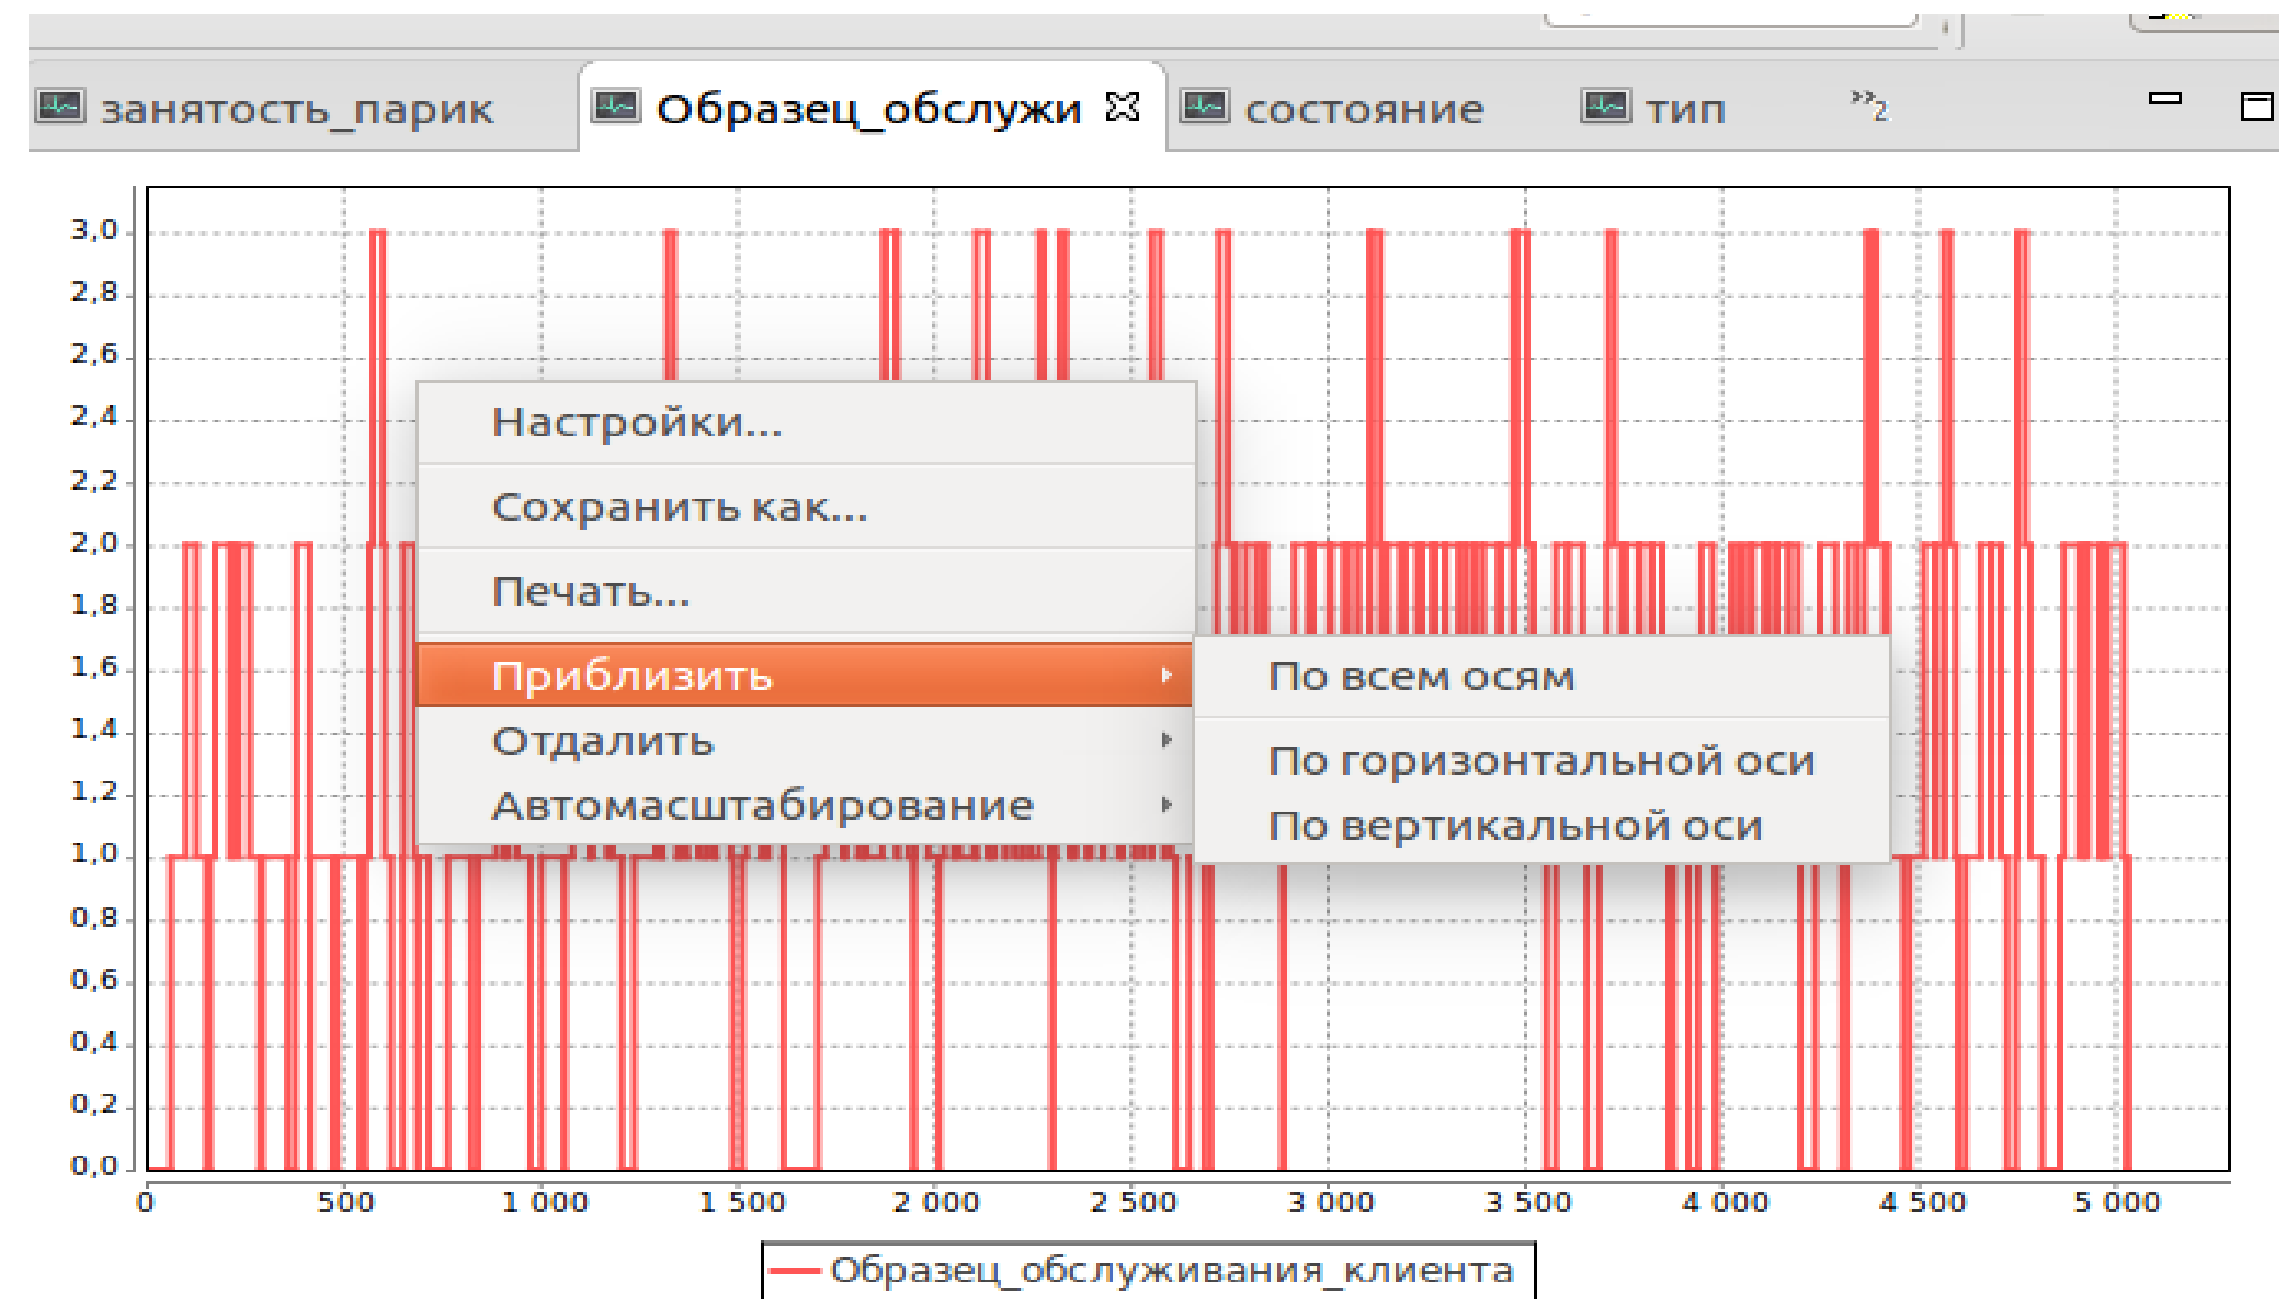 занятость_парик
Образец_обслужи
состояние
тип
»2
3,0
2,8
2,6
2,4
2,2
2,0
1,8
1,6
1,4
1,2
1,0
0,8
0,6
0,4
0,2
0,0
Настройки...
Сохранить как...
Печать...
Приблизить
Отдалить
Автомасштабирование
По всем осям
По горизонтальной оси
По вертикальной оси
0 500 1 000 1 500 2 000 2 500 3 000 3 500 4 000 4 500 5 000
Образец_обслуживания_клиента